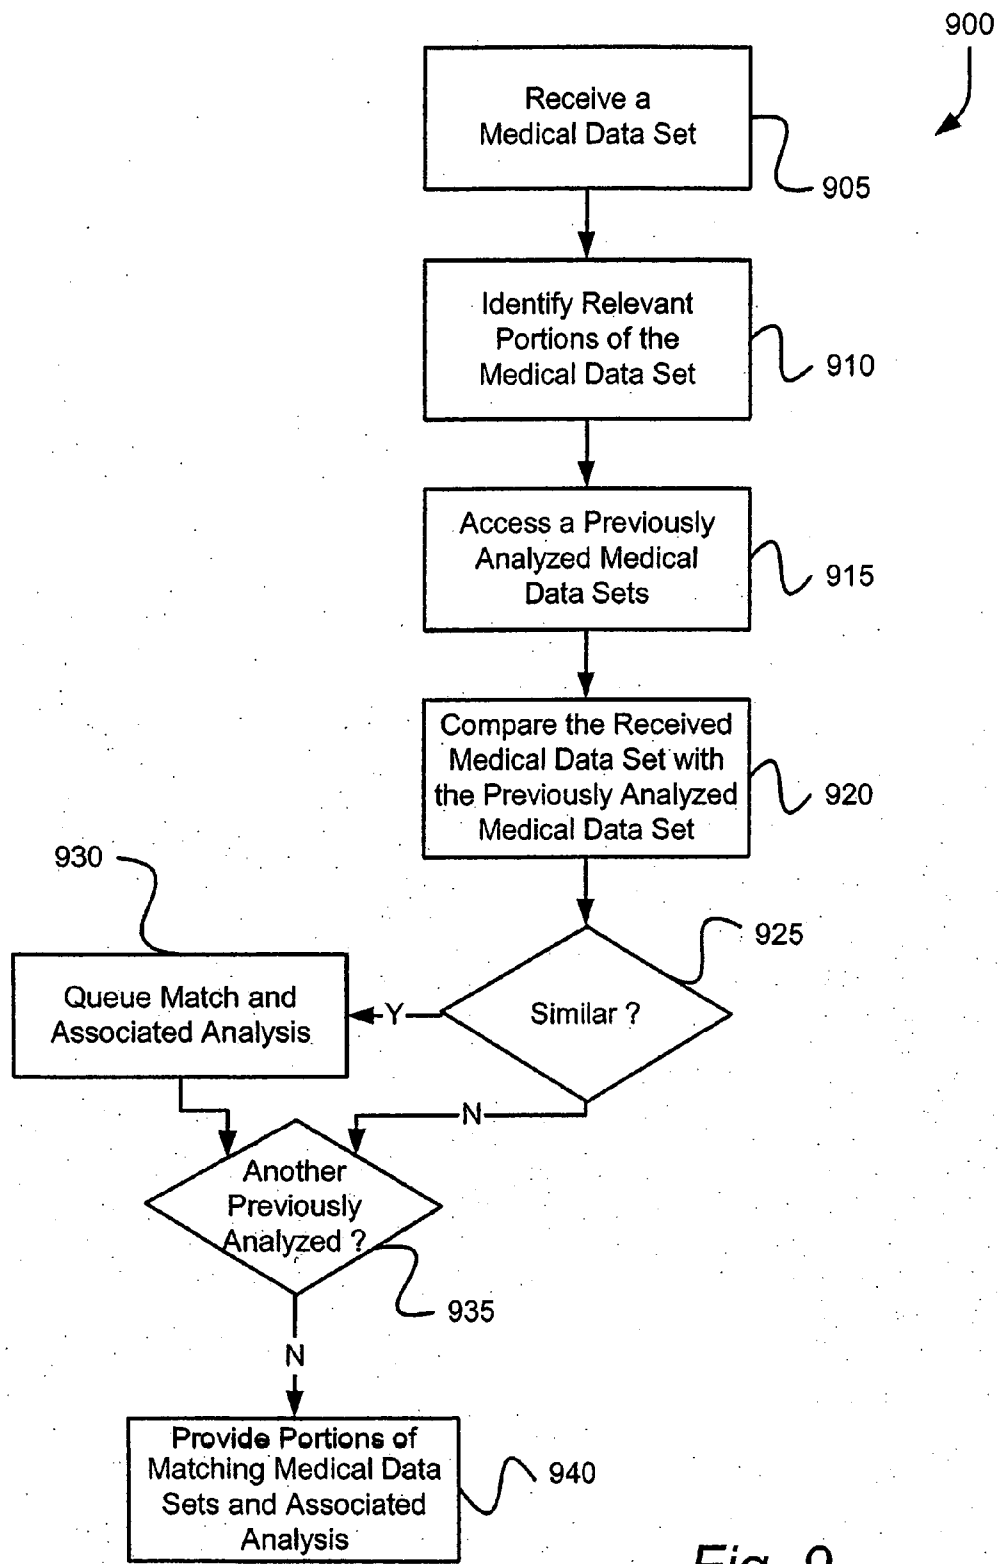 900
Receive a
Medical Data Set
905
Identify Relevant
Portions of the
Medical Data Set
910
Access a Previously
Analyzed Medical
Data Sets
915
Compare the Received
Medical Data Set with
the Previously Analyzed
Medical Data Set
920
930
925
Queue Match and
Associated Analysis
Y
Similar ?
N
Another
Previously
Analyzed ?
935
N
Provide Portions of
Matching Medical Data
Sets and Associated
Analysis
940
Fig. 9